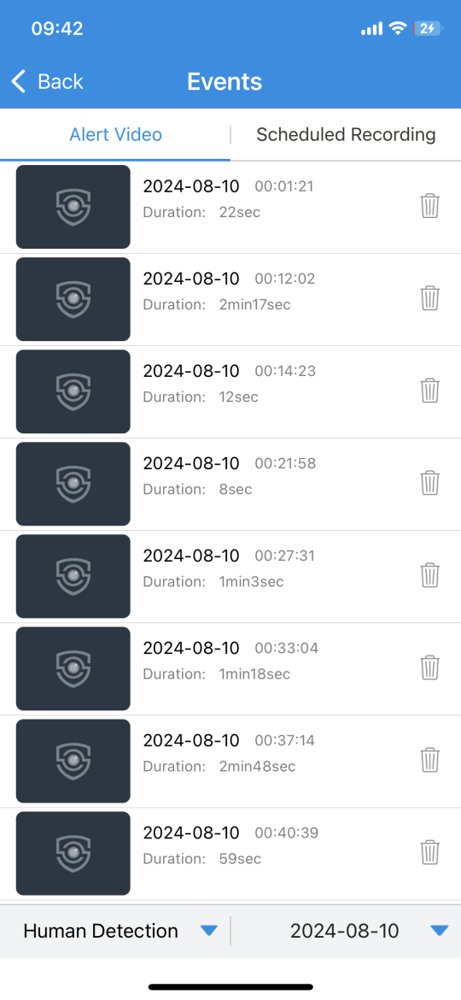 09:42 2
Back Events
Alert Video Scheduled Recording
2024-08-10 00:01:21
Duration: 22sec
2024-08-10 00:12:02
Duration: 2min17sec
2024-08-10 00:14:23
Duration: 12sec
2024-08-10 00:21:58
Duration: 8sec
2024-08-10 00:27:31
Duration: 1min3sec
2024-08-10 00:33:04
Duration: 1min18sec
2024-08-10 00:37:14
Duration: 2min48sec
2024-08-10 00:40:39
Duration: 59sec
Human Detection 2024-08-10